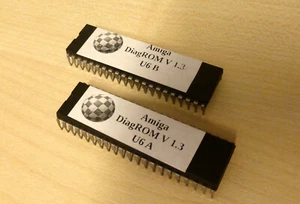 Amiga
DiagROM V 1.3
U6 B
Amiga
DiagROM V 1.3
U6 A